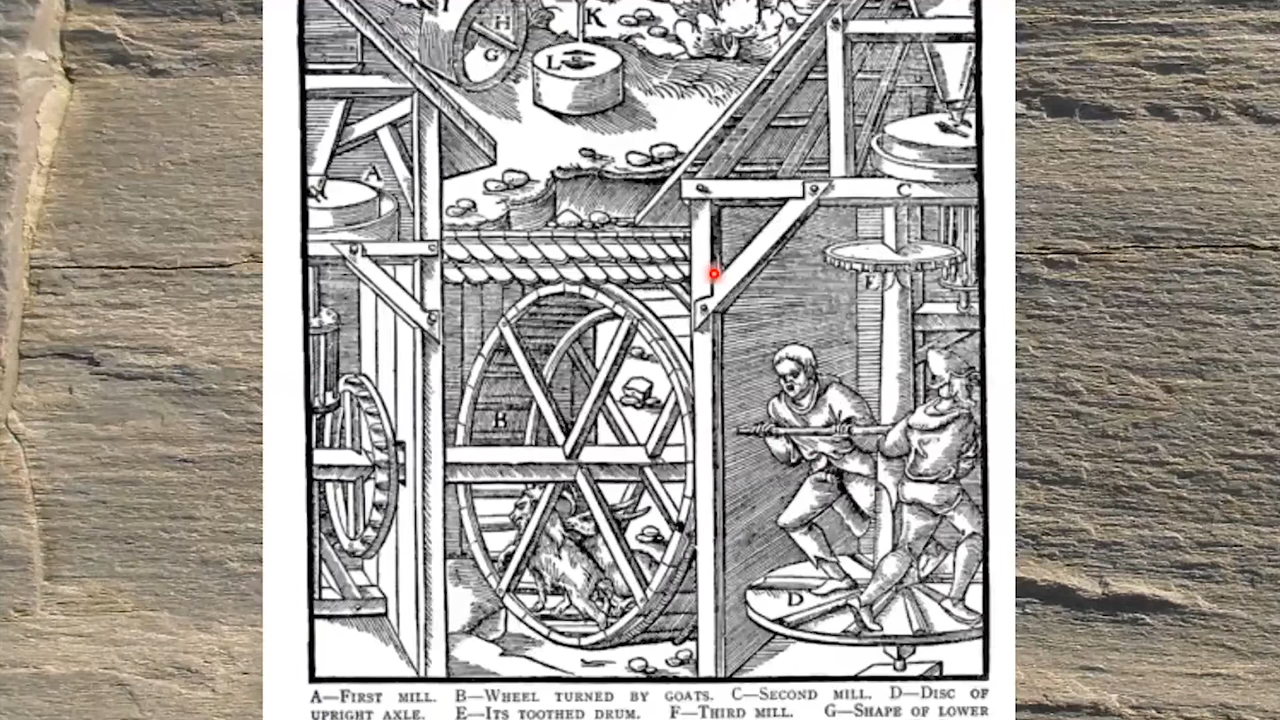 I
H
K
G
L
A
C
E
B
D
A—FIRST MILL. B—WHEEL TURNED BY GOATS. C—SECOND MILL. D—DISC OF
UPRIGHT AXLE. E—ITS TOOTHED DRUM. F—THIRD MILL. G—SHAPE OF LOWER